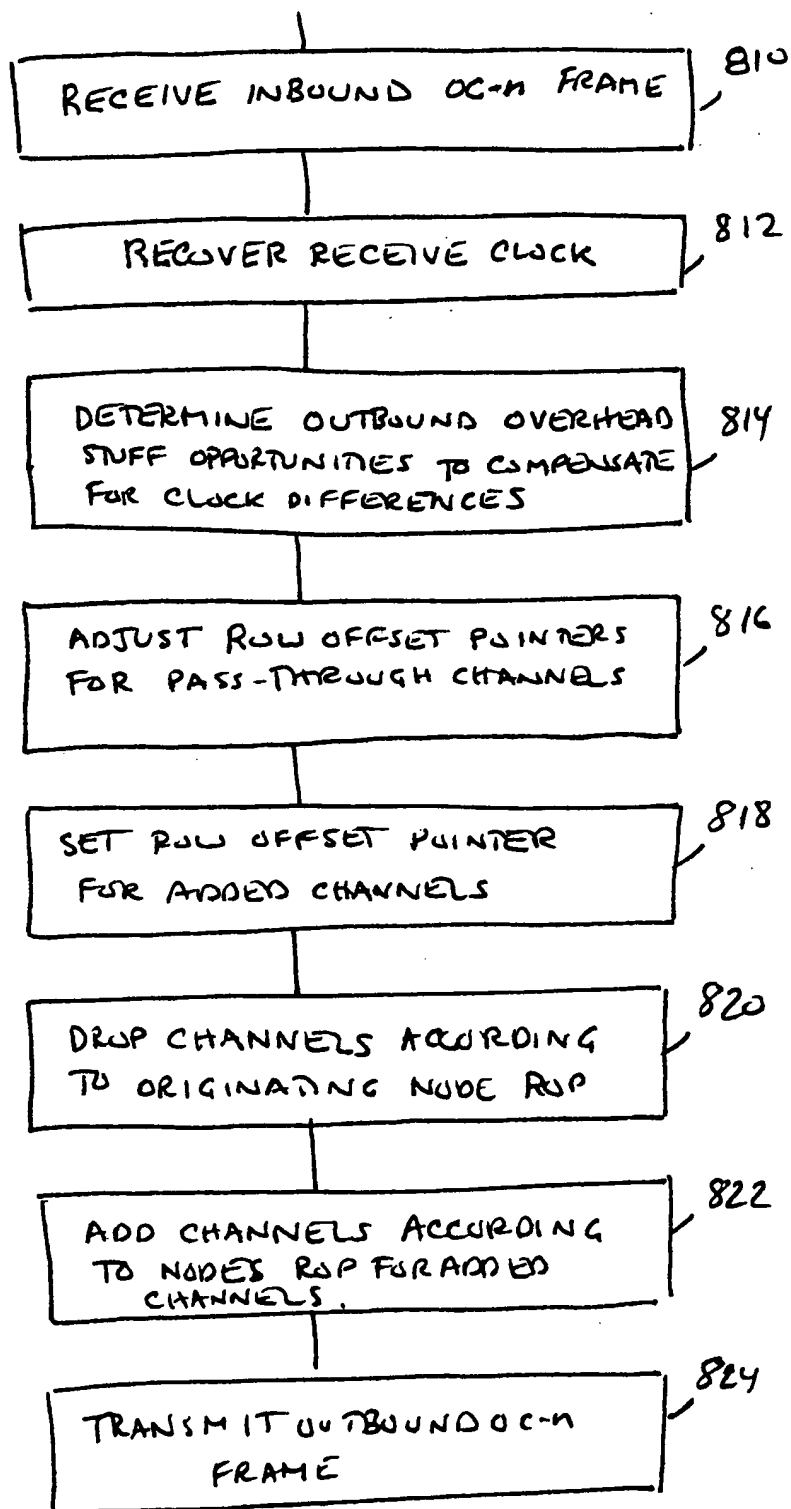 RECEIVE INBOUND OC-n FRAME
810
RECOVER RECEIVE CLOCK
812
DETERMINE OUTBOUND OVERHEAD
STUFF OPPORTUNITIES TO COMPENSATE
FOR CLOCK DIFFERENCES
814
ADJUST ROW OFFSET POINTERS
FOR PASS-THROUGH CHANNELS
816
SET ROW OFFSET POINTER
FOR ADDED CHANNELS
818
DROP CHANNELS ACCORDING
TO ORIGINATING NODE ROP
820
ADD CHANNELS ACCORDING
TO NODES ROP FOR ADDED
CHANNELS.
822
TRANSMIT OUTBOUND OC-n
FRAME
824